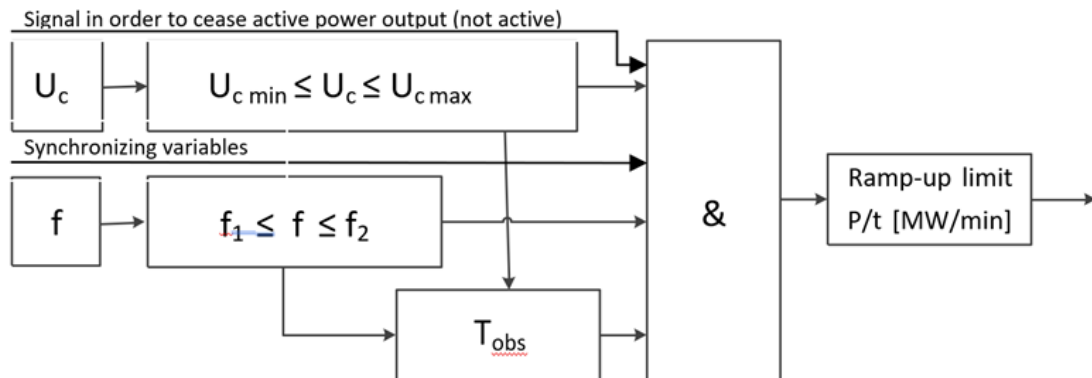 Signal in order to cease active power output (not active)
Uc
Uc min ≤ Uc ≤ Uc max
Synchronizing variables
f
f1 ≤ f ≤ f2
&
Ramp-up limit
P/t [MW/min]
Tobs